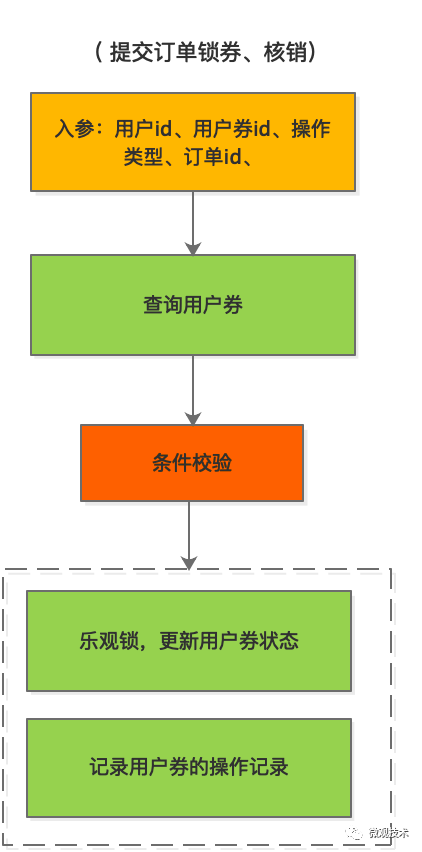 （ 提交订单锁券、核销）
入参：用户id、用户券id、操作
类型、订单id、
查询用户券
条件校验
乐观锁，更新用户券状态
记录用户券的操作记录
微观技术